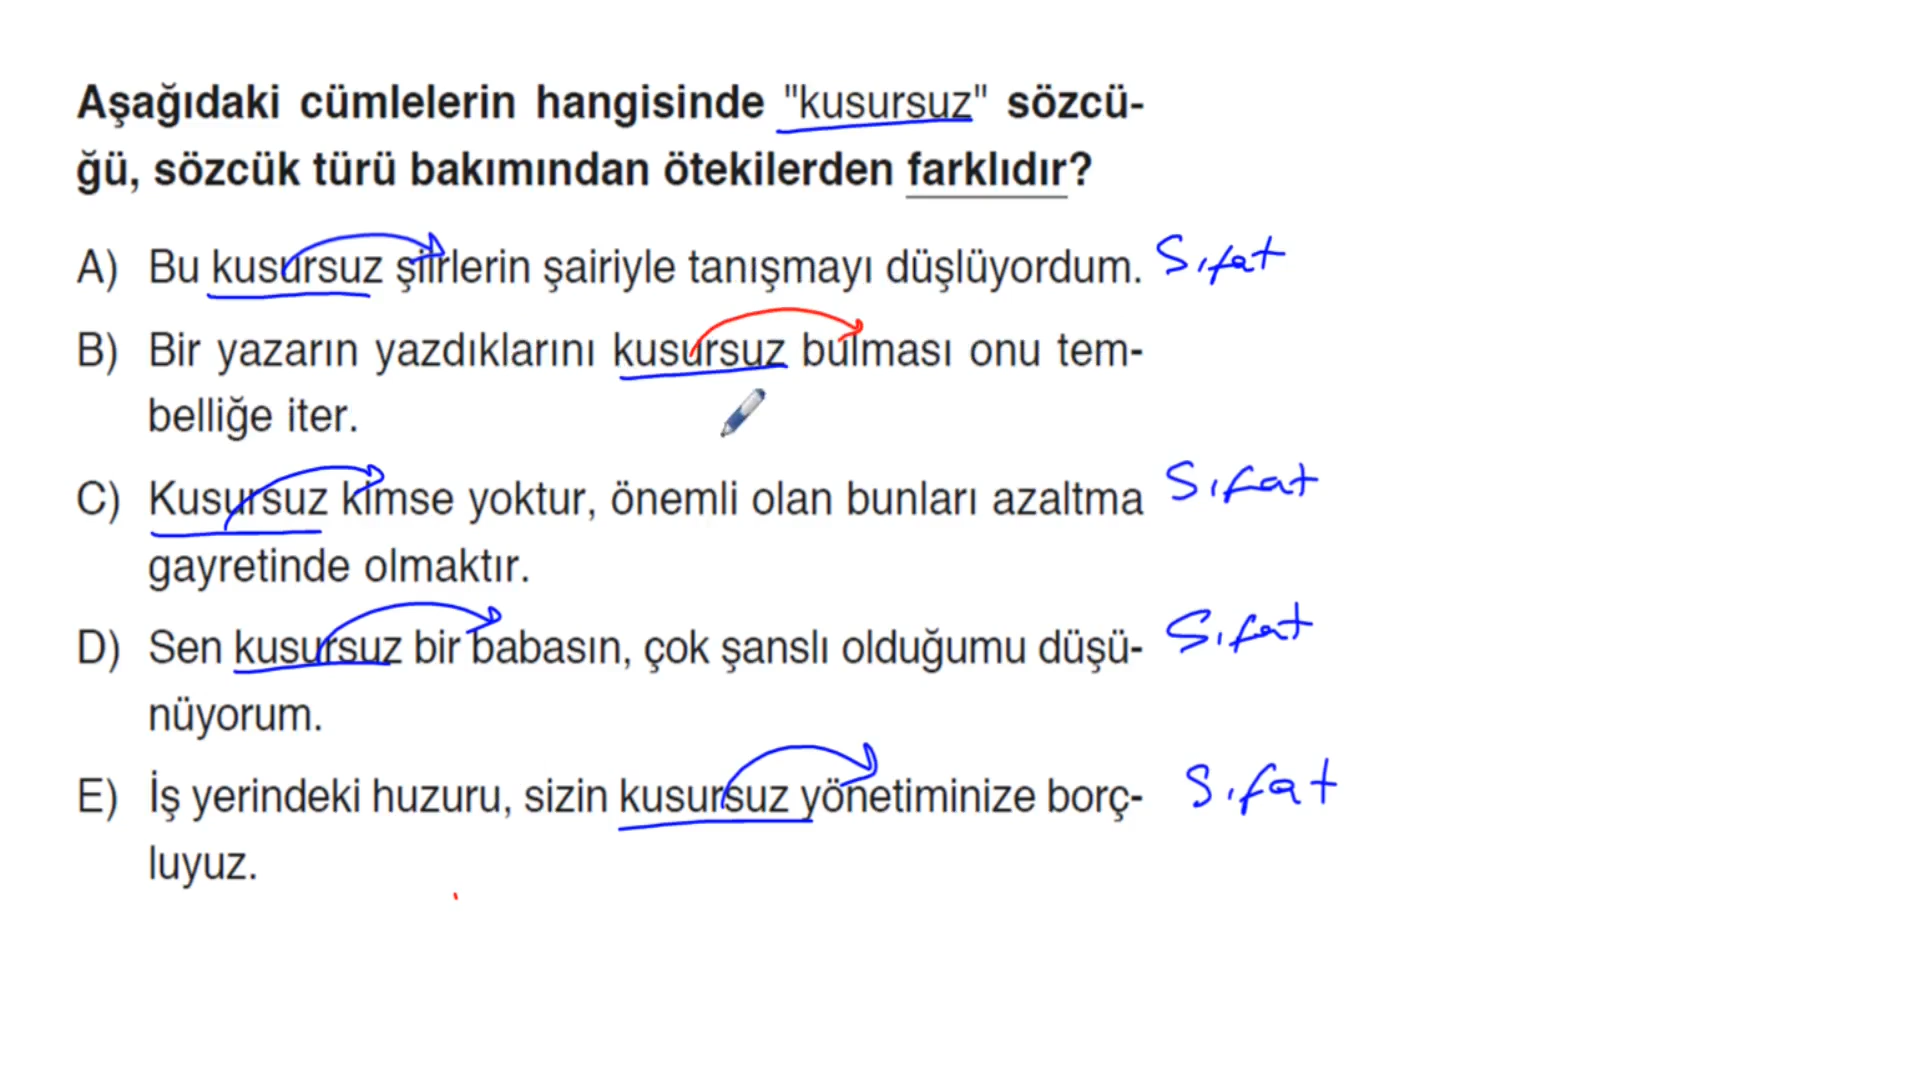 Aşağıdaki cümlelerin hangisinde "kusursuz" sözcü-
ğü, sözcük türü bakımından ötekilerden farklıdır?
A) Bu kusursuz şiirlerin şairiyle tanışmayı düşlüyordum. Sıfat
B) Bir yazarın yazdıklarını kusursuz bulması onu tem-
belliğe iter.
C) Kusursuz kimse yoktur, önemli olan bunları azaltma Sıfat
gayretinde olmaktır.
D) Sen kusursuz bir babasın, çok şanslı olduğumu düşü- Sıfat
nüyorum.
E) İş yerindeki huzuru, sizin kusursuz yönetiminize borç- Sıfat
luyuz.